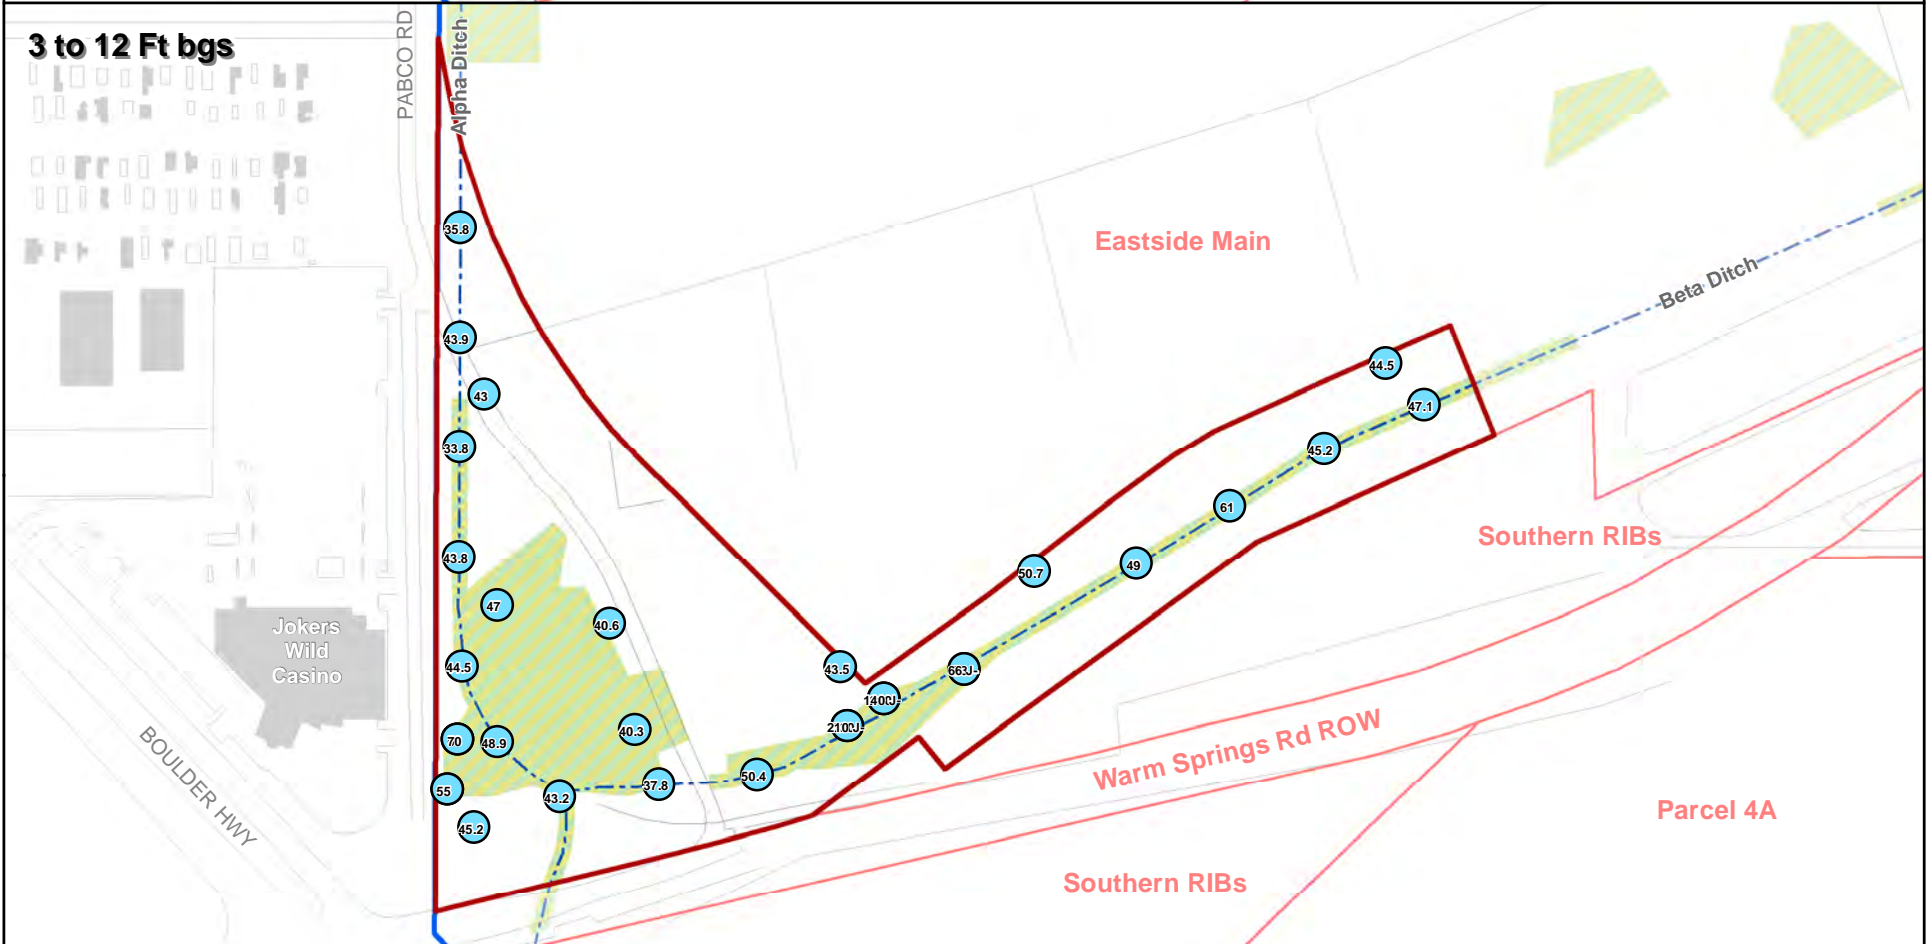 3 to 12 Ft bgs
PABCO RD
Alpha Ditch
35.8
Eastside Main
Beta Ditch
43.9
44.5
43
47.1
33.8
45.2
61
Southern RIBs
43.8
49
50.7
47
40.6
Jokers
Wild
Casino
44.5
43.5
663J-
1400J-
2100J-
40.3
70
48.9
Warm Springs Rd ROW
BOULDER HWY
50.4
37.8
55
43.2
45.2
Parcel 4A
Southern RIBs